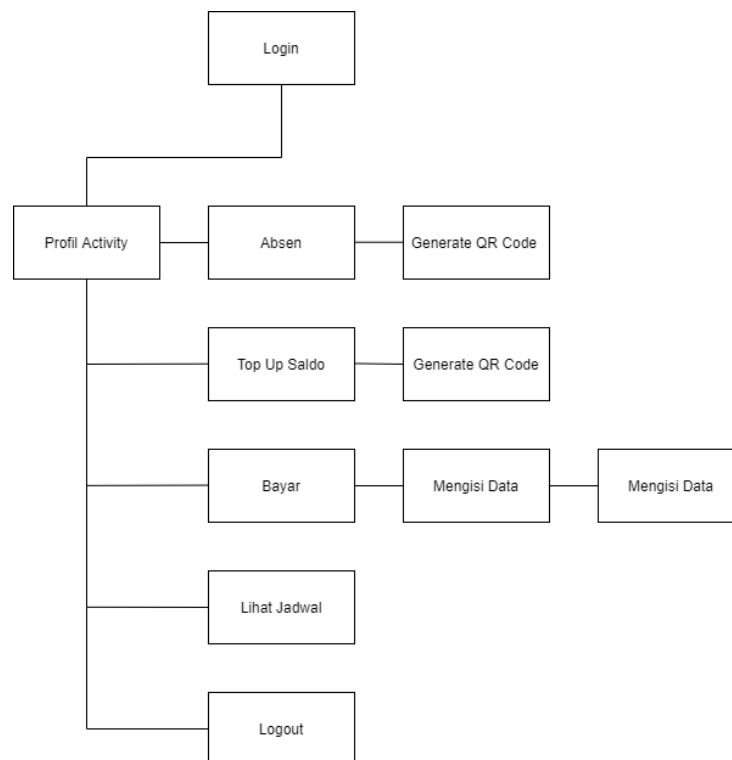 Login
Profil Activity
Absen
Generate QR Code
Top Up Saldo
Generate QR Code
Bayar
Mengisi Data
Mengisi Data
Lihat Jadwal
Logout